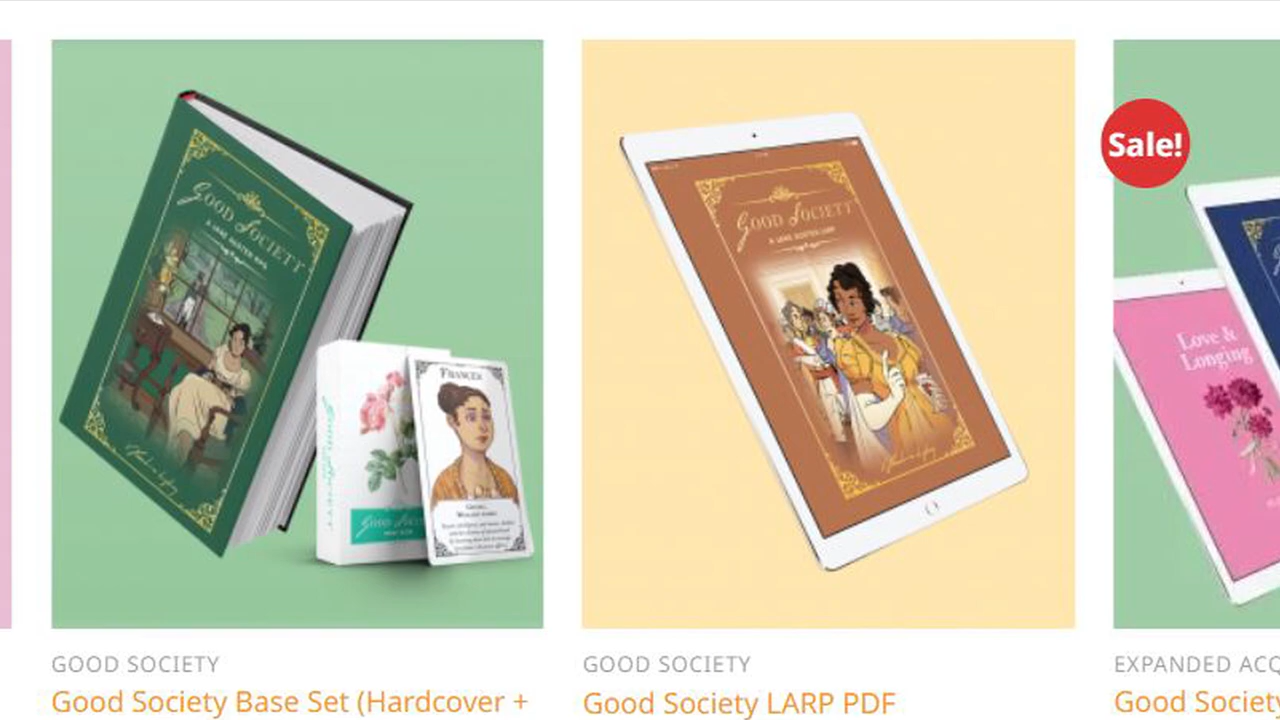 GOOD SOCIETY
A JANE AUSTEN RPG
FRANCES
GOOD SOCIETY
A JANE AUSTEN LARP
Sale!
Love &
Longing
GOOD SOCIETY
Good Society Base Set (Hardcover +
GOOD SOCIETY
Good Society LARP PDF
EXPANDED ACQ
Good Society